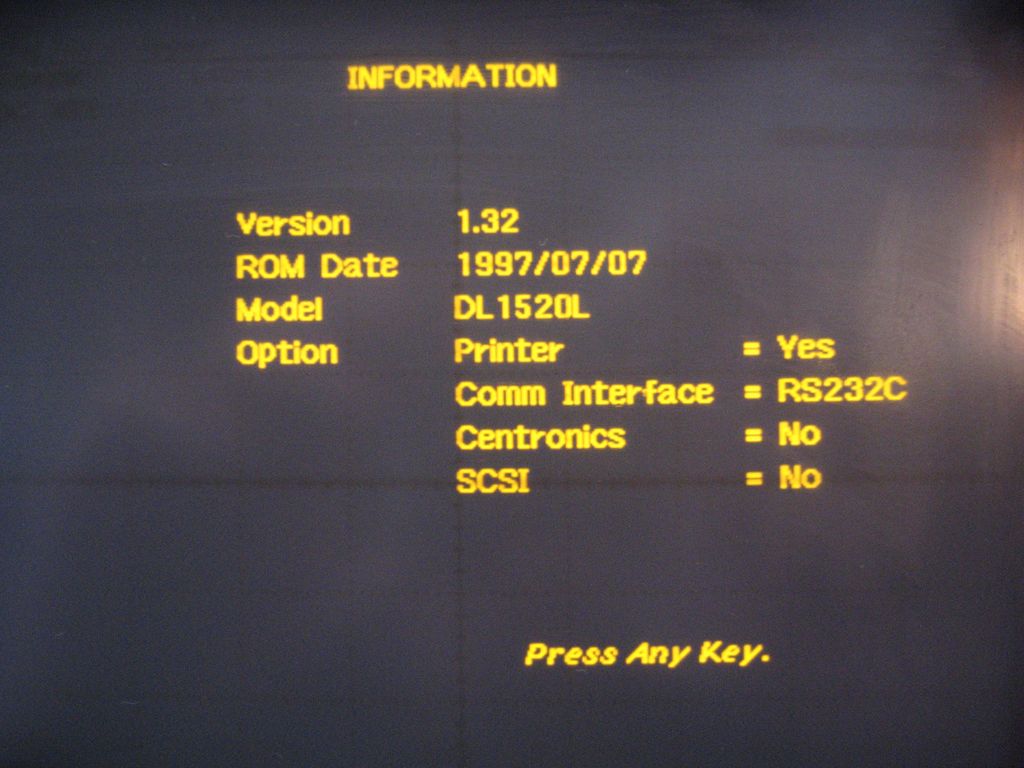 INFORMATION
Version 1.32
ROM Date 1997/07/07
Model DL1520L
Option Printer = Yes
Comm Interface = RS232C
Centronics = No
SCSI = No
Press Any Key.